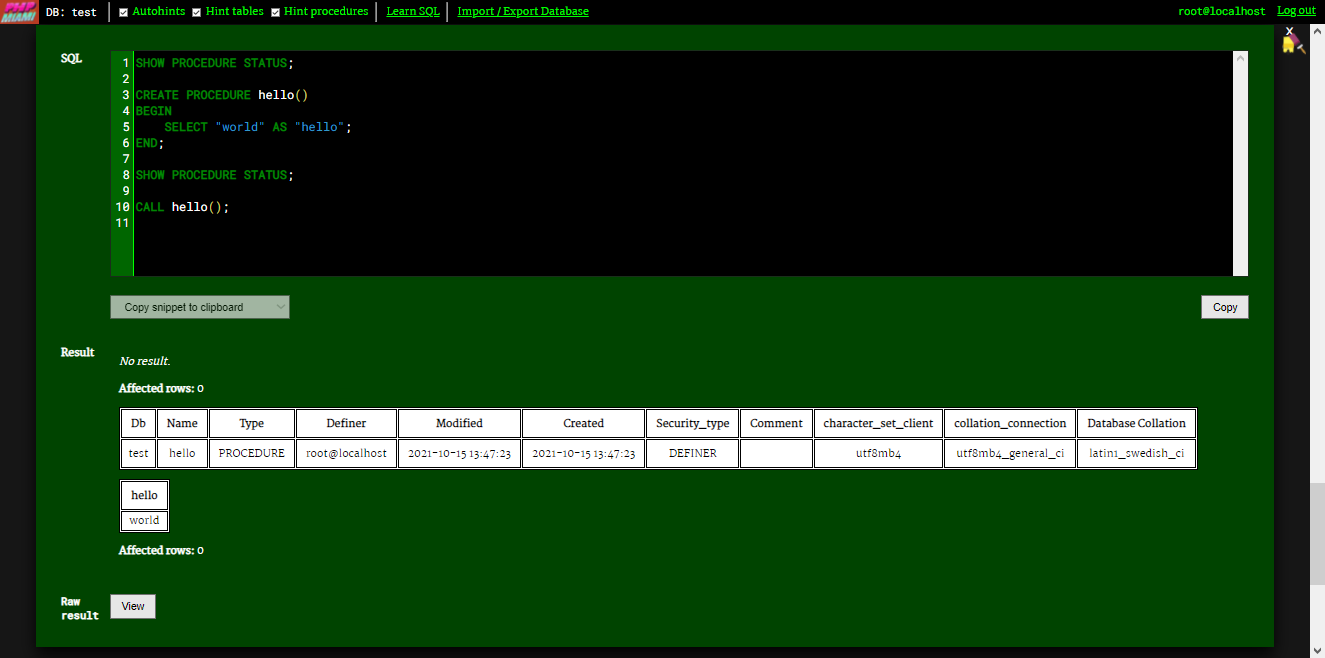 PHP MIAMI DB: test Autohints Hint tables Hint procedures Learn SQL Import / Export Database root@localhost Log out
X
SQL
1 SHOW PROCEDURE STATUS;
2
3 CREATE PROCEDURE hello()
4 BEGIN
5 SELECT "world" AS "hello";
6 END;
7
8 SHOW PROCEDURE STATUS;
9
10 CALL hello();
11
Copy snippet to clipboard Copy
Result
No result.
Affected rows: 0
Db Name Type Definer Modified Created Security_type Comment character_set_client collation_connection Database Collation
test hello PROCEDURE root@localhost 2021-10-15 13:47:23 2021-10-15 13:47:23 DEFINER utf8mb4 utf8mb4_general_ci latin1_swedish_ci
hello
world
Affected rows: 0
Raw result View